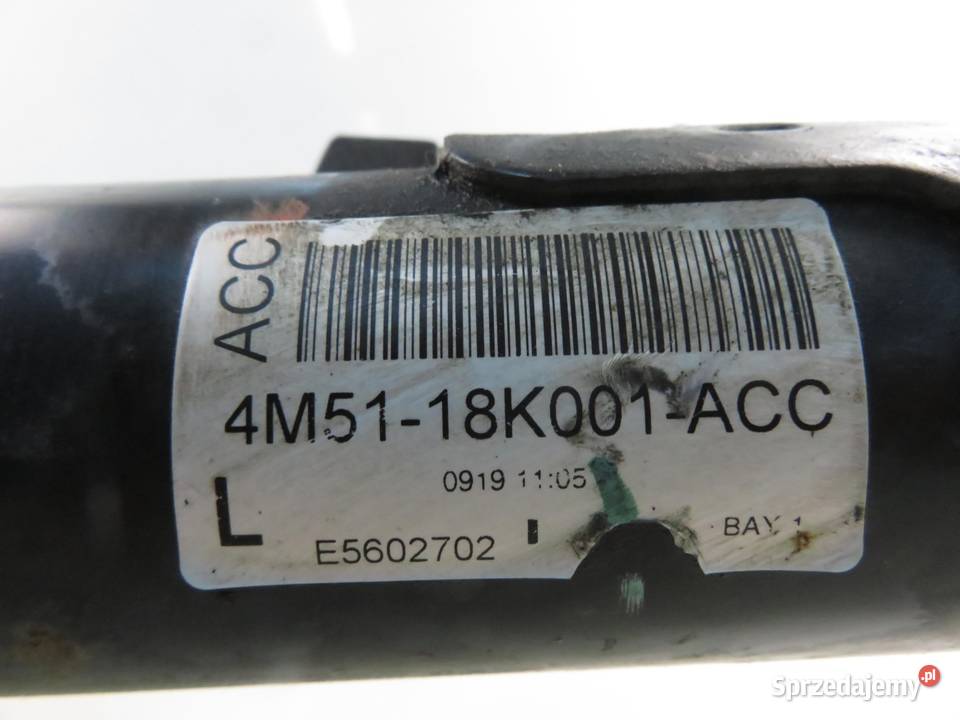 ACC
4M51-18K001-ACC
0919 11:05
L
E5602702
BAY 1
Sprzedajemy.pl